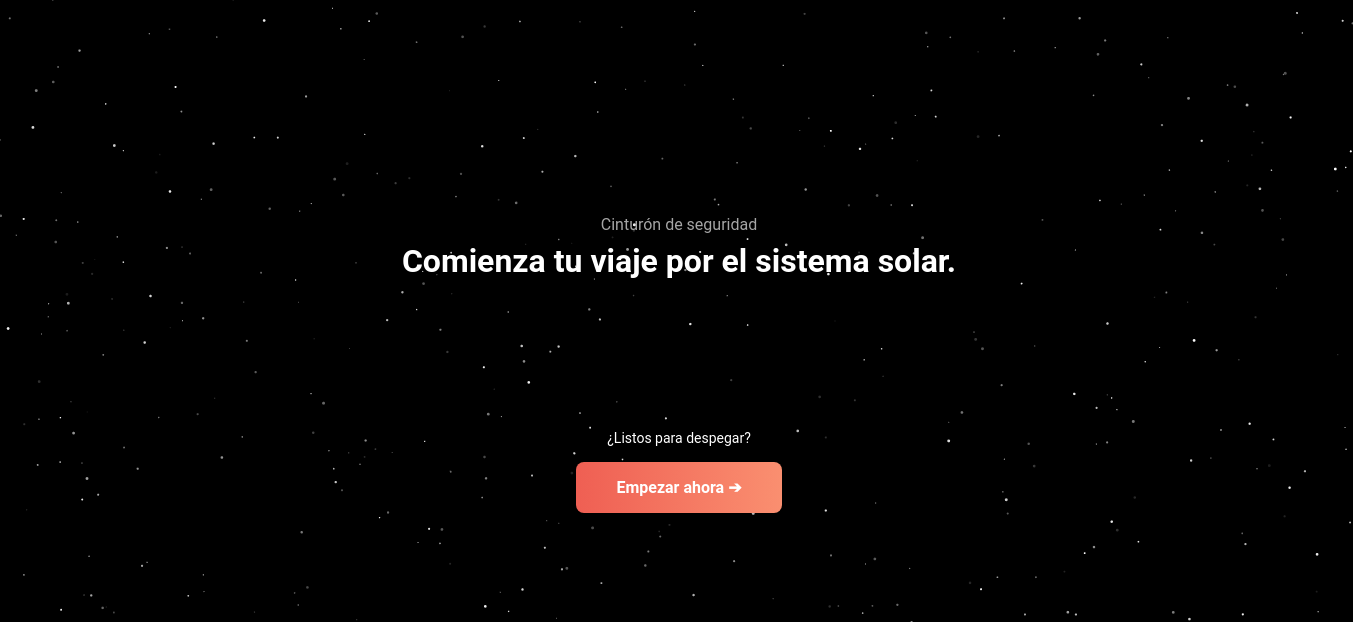 Cinturón de seguridad
Comienza tu viaje por el sistema solar.
¿Listos para despegar?
Empezar ahora ➔